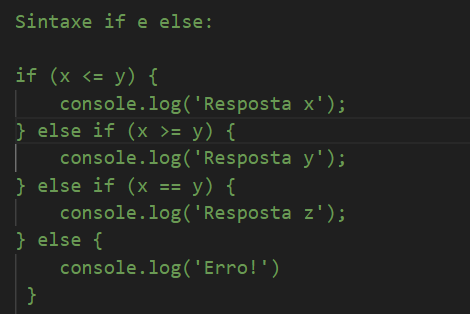 Sintaxe if e else:
if (x <= y) {
console.log('Resposta x');
} else if (x >= y) {
console.log('Resposta y');
} else if (x == y) {
console.log('Resposta z');
} else {
console.log('Erro!')
}